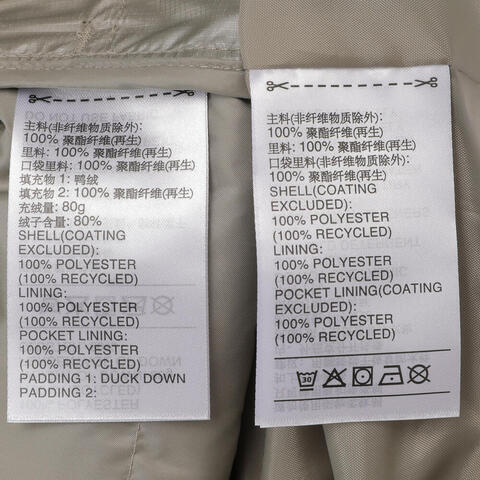 主料(非纤维物质除外):
100% 聚酯纤维(再生)
里料: 100% 聚酯纤维(再生)
口袋里料: 100% 聚酯纤维(再生)
填充物 1: 鸭绒
填充物 2: 100% 聚酯纤维(再生)
充绒量: 80g
绒子含量: 80%
SHELL(COATING
EXCLUDED):
100% POLYESTER
(100% RECYCLED)
LINING:
100% POLYESTER
(100% RECYCLED)
POCKET LINING:
100% POLYESTER
(100% RECYCLED)
PADDING 1: DUCK DOWN
PADDING 2:
主料(非纤维物质除外):
100% 聚酯纤维(再生)
里料: 100% 聚酯纤维(再生)
口袋里料: 100% 聚酯纤维(再生)
SHELL(COATING
EXCLUDED):
100% POLYESTER
(100% RECYCLED)
LINING:
100% POLYESTER
(100% RECYCLED)
POCKET LINING(COATING
EXCLUDED):
100% POLYESTER
(100% RECYCLED)
30